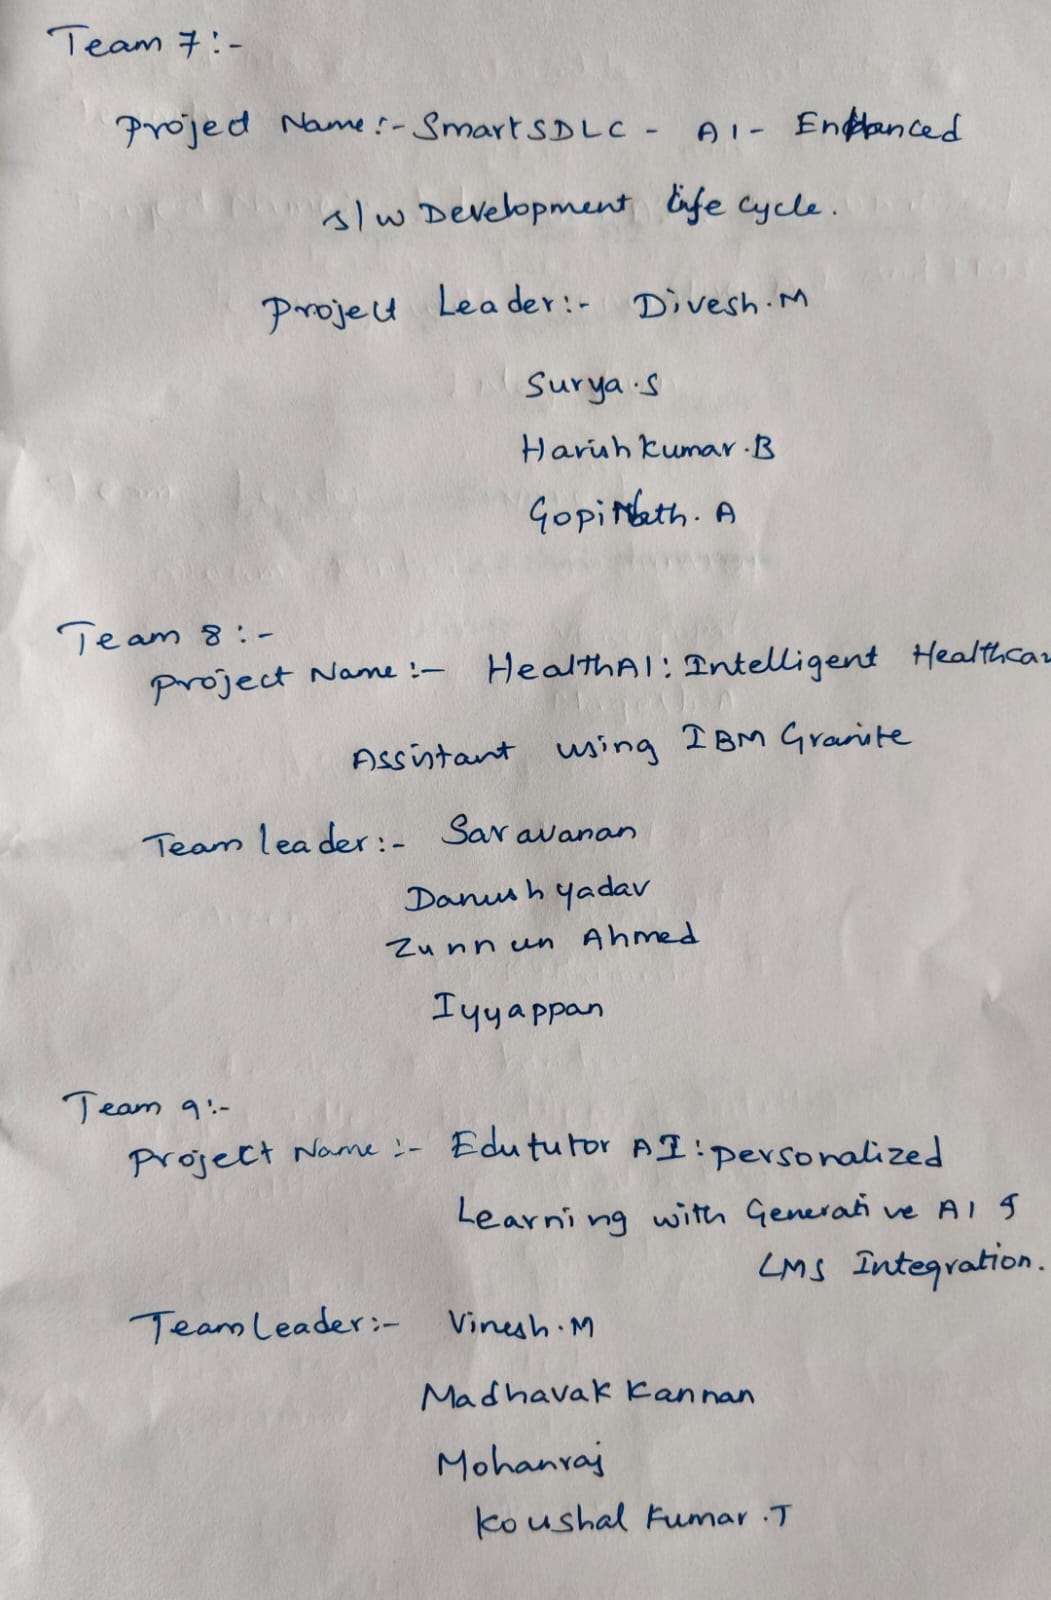 Team 7:-
Project Name:- SmartSDLC - AI - Enhanced
s/w Development life cycle.
Project Leader:- Divesh.M
Surya.S
Harish kumar.B
GopiNath. A
Team 8:-
Project Name:- HealthAI: Intelligent Healthcar
Assistant using IBM Granite
Team leader:- Saravanan
Danush yadav
Zunnun Ahmed
Iyyappan
Team 9:-
Project Name:- Edututor AI: personalized
Learning with Generative AI &
LMS Integration.
Team Leader:- Vinesh.M
Madhavak Kannan
Mohanraj
Koushal Kumar.T